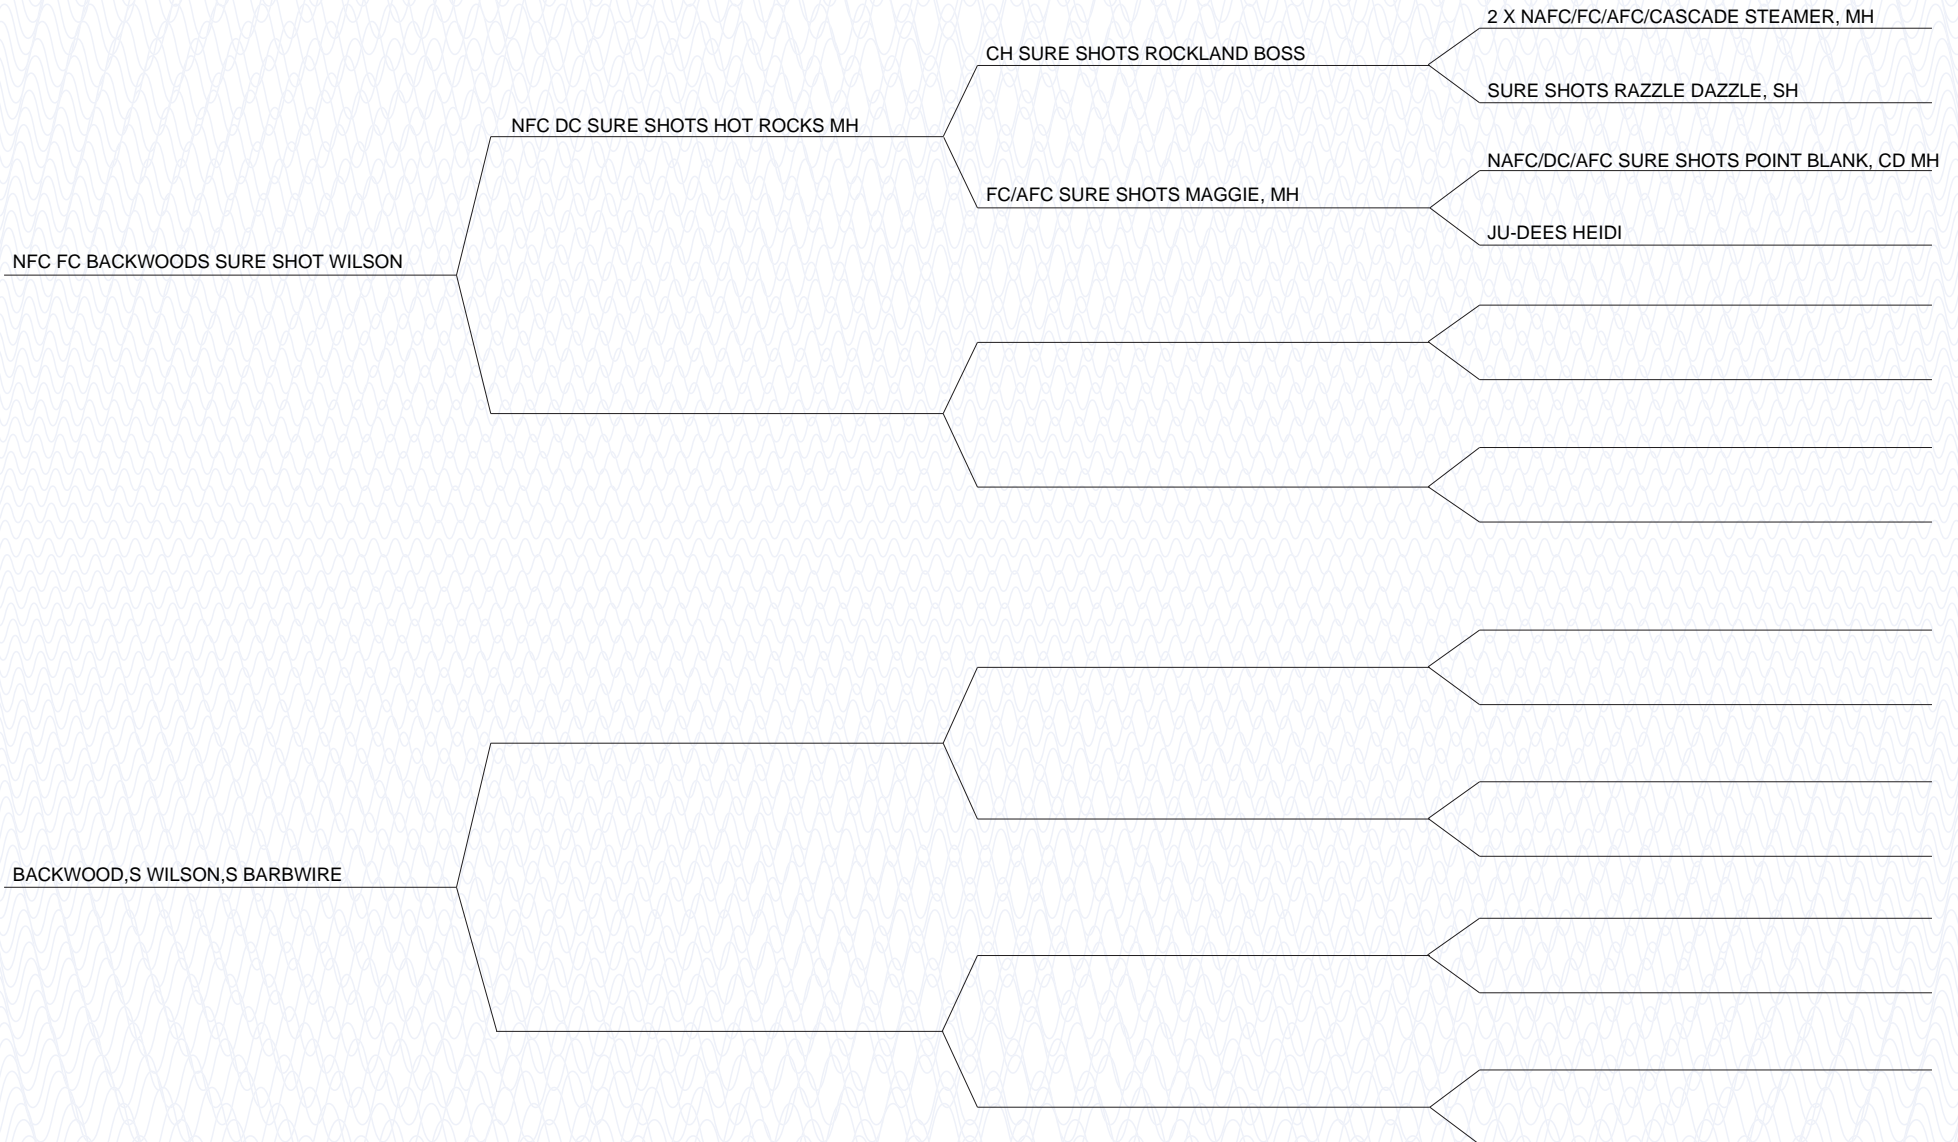 2 X NAFC/FC/AFC/CASCADE STEAMER, MH
CH SURE SHOTS ROCKLAND BOSS
SURE SHOTS RAZZLE DAZZLE, SH
NFC DC SURE SHOTS HOT ROCKS MH
NAFC/DC/AFC SURE SHOTS POINT BLANK, CD MH
FC/AFC SURE SHOTS MAGGIE, MH
JU-DEES HEIDI
NFC FC BACKWOODS SURE SHOT WILSON
BACKWOOD,S WILSON,S BARBWIRE